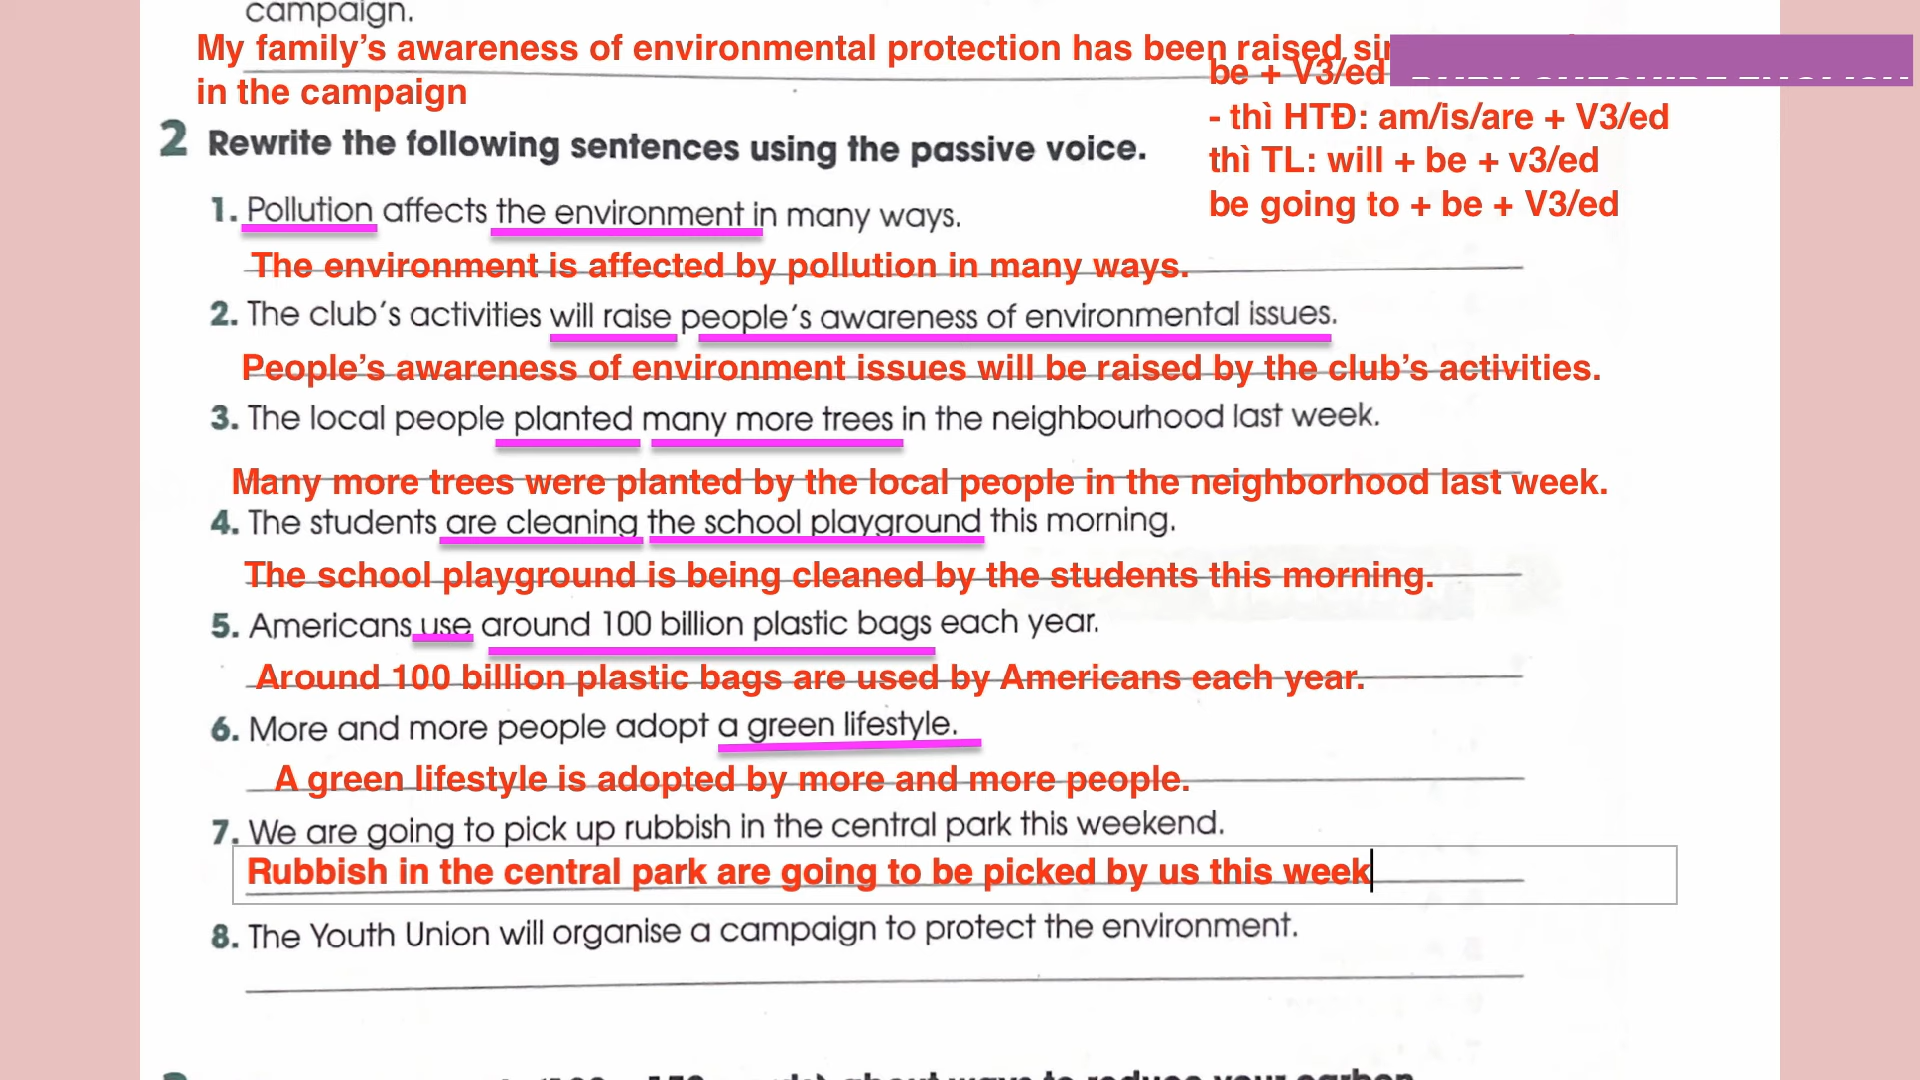 campaign.
My family’s awareness of environmental protection has been raised
be + V3/ed
in the campaign
- thì HTĐ: am/is/are + V3/ed
2 Rewrite the following sentences using the passive voice.
thì TL: will + be + v3/ed
be going to + be + V3/ed
1. Pollution affects the environment in many ways.
The environment is affected by pollution in many ways.
2. The club’s activities will raise people’s awareness of environmental issues.
People’s awareness of environment issues will be raised by the club’s activities.
3. The local people planted many more trees in the neighbourhood last week.
Many more trees were planted by the local people in the neighborhood last week.
4. The students are cleaning the school playground this morning.
The school playground is being cleaned by the students this morning.
5. Americans use around 100 billion plastic bags each year.
Around 100 billion plastic bags are used by Americans each year.
6. More and more people adopt a green lifestyle.
A green lifestyle is adopted by more and more people.
7. We are going to pick up rubbish in the central park this weekend.
Rubbish in the central park are going to be picked by us this week
8. The Youth Union will organise a campaign to protect the environment.
about ways to reduce your carbon